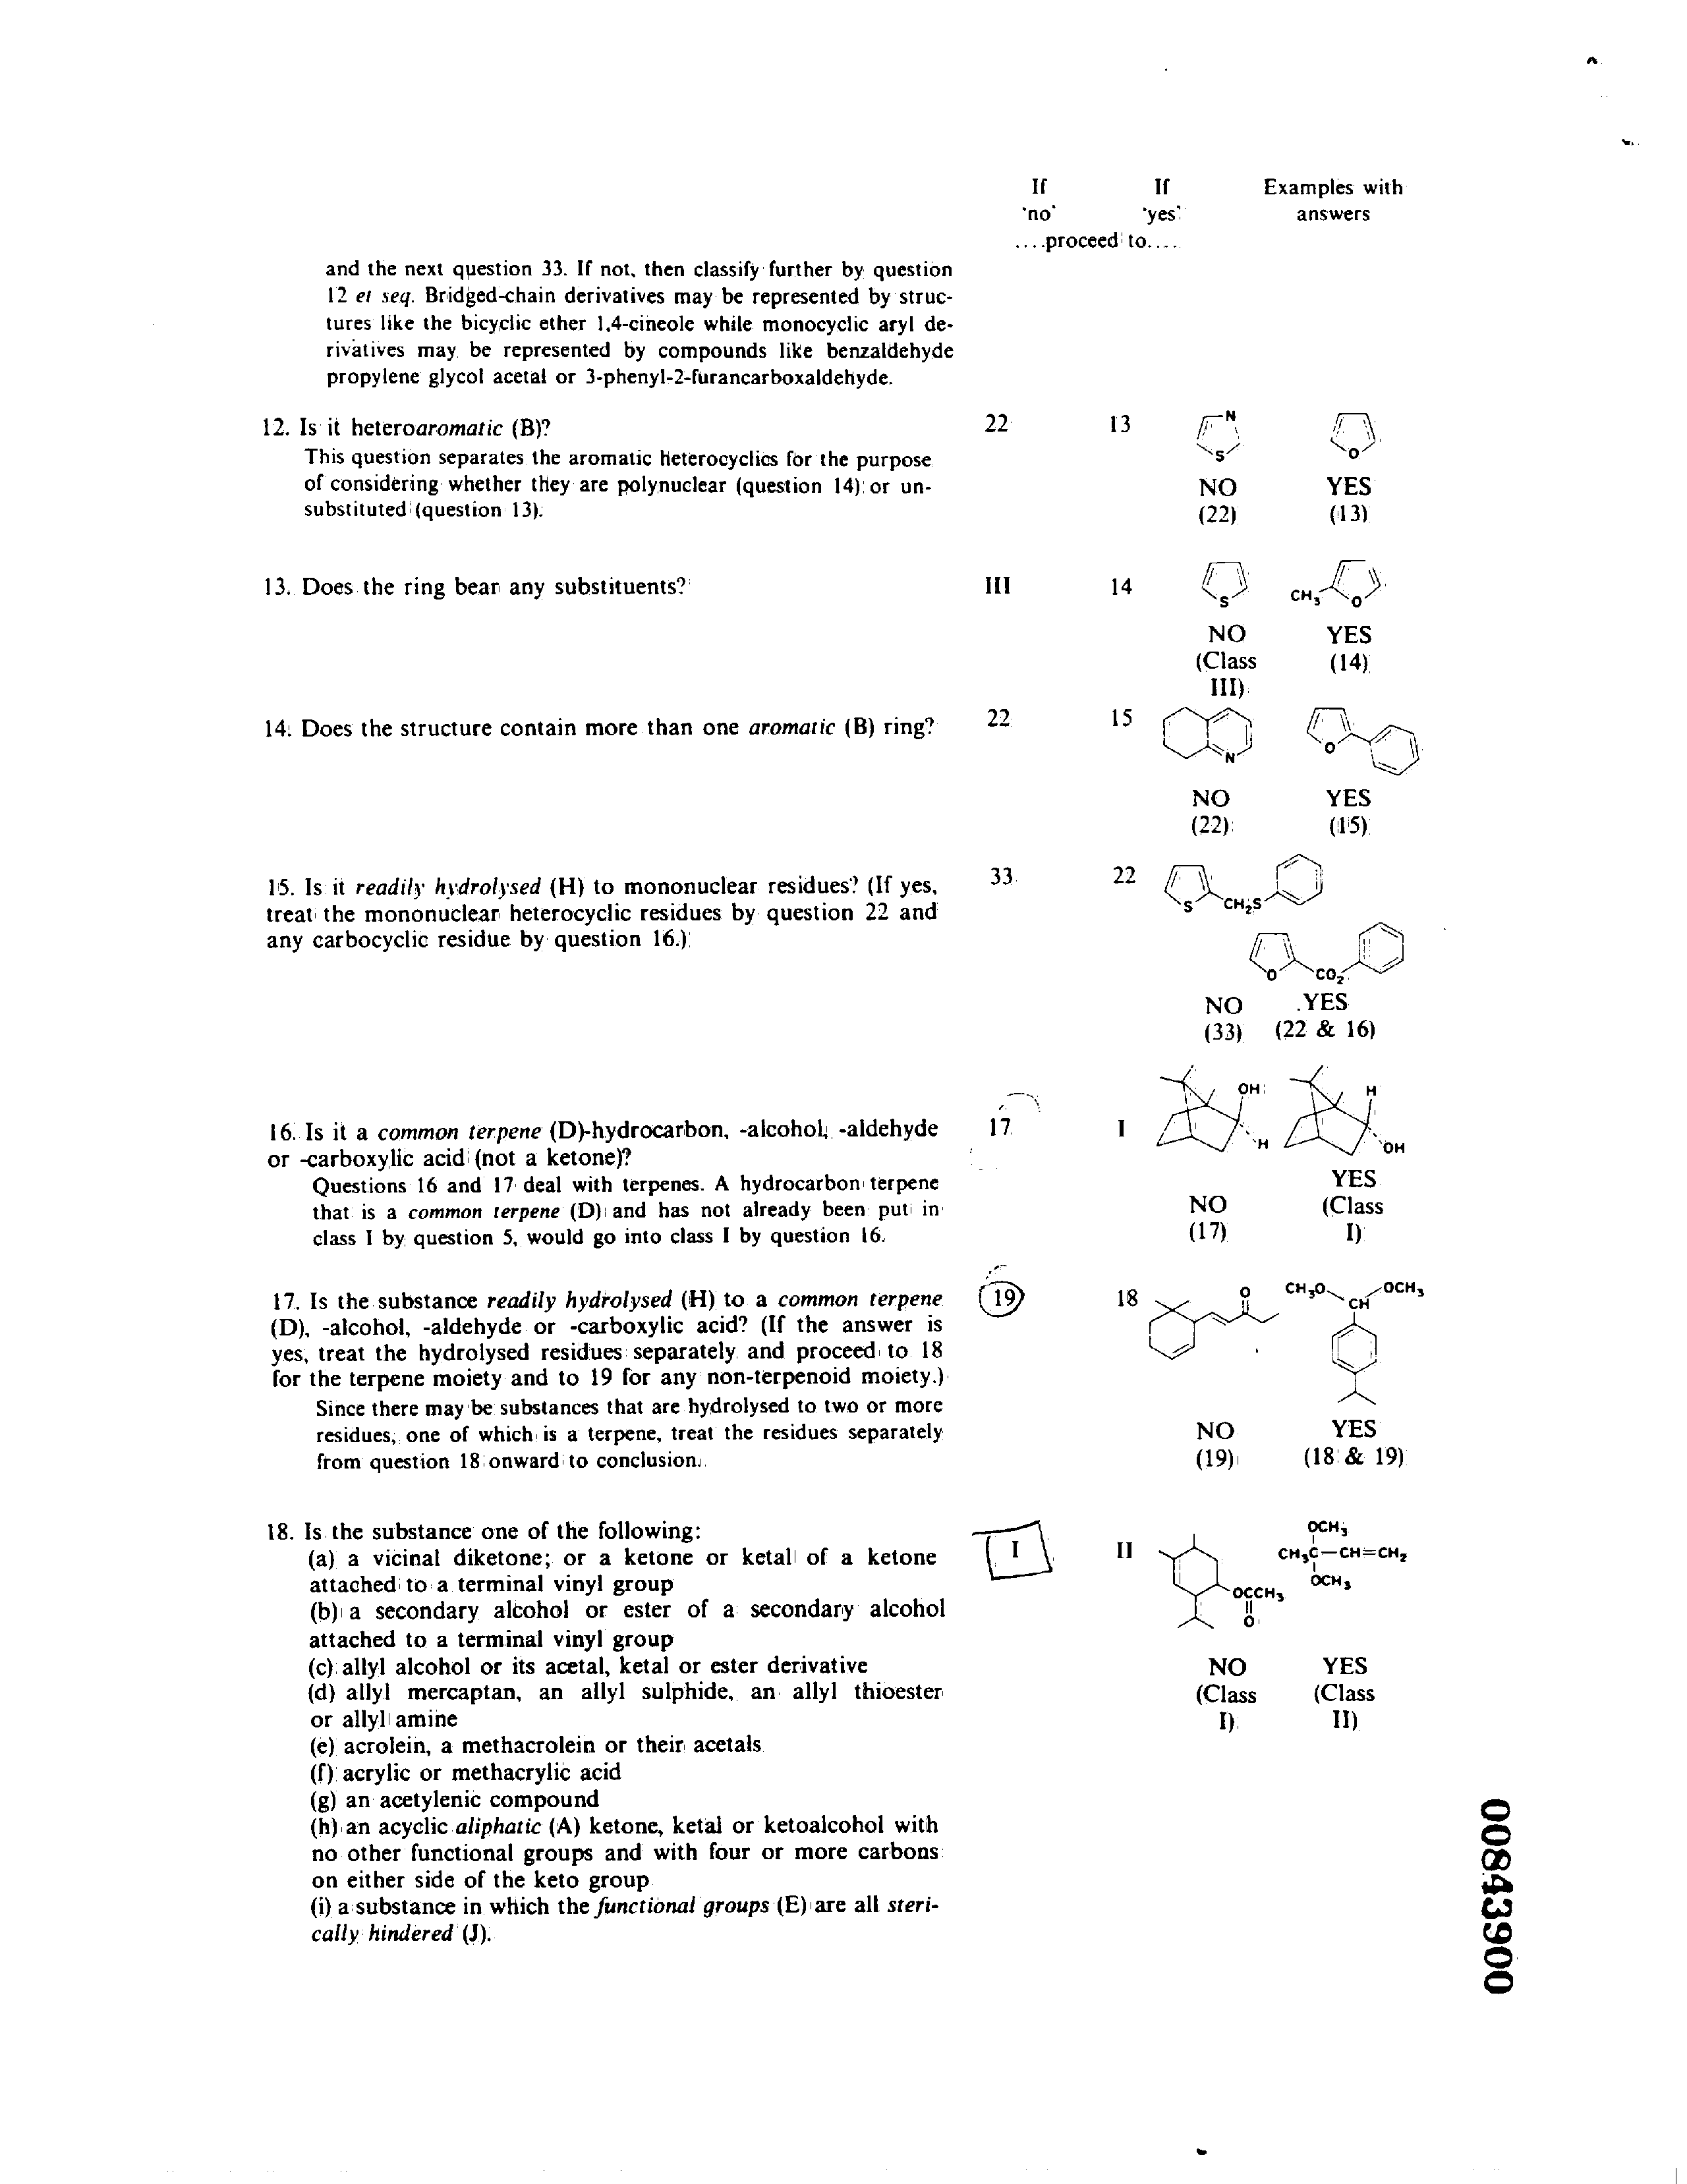 If If Examples with
'no' 'yes' answers
....proceed to....
and the next question 33. If not, then classify further by question
12 et seq. Bridged-chain derivatives may be represented by struc-
tures like the bicyclic ether 1,4-cineole while monocyclic aryl de-
rivatives may be represented by compounds like benzaldehyde
propylene glycol acetal or 3-phenyl-2-furancarboxaldehyde.
12. Is it heteroaromatic (B)? 22 13
This question separates the aromatic heterocyclics for the purpose
of considering whether they are polynuclear (question 14) or un-
substituted (question 13).
N S O
NO YES
(22) (13)
13. Does the ring bear any substituents? III 14
S CH3 O
NO YES
(Class (14)
III)
14. Does the structure contain more than one aromatic (B) ring? 22 15
N O
NO YES
(22) (15)
15. Is it readily hydrolysed (H) to mononuclear residues? (If yes, 33 22
treat the mononuclear heterocyclic residues by question 22 and
any carbocyclic residue by question 16.)
S CH2S
O CO2
NO YES
(33) (22 & 16)
OH H
16. Is it a common terpene (D)-hydrocarbon, -alcohol, -aldehyde 17 I
or -carboxylic acid (not a ketone)?
H OH
Questions 16 and 17 deal with terpenes. A hydrocarbon terpene
that is a common terpene (D) and has not already been put in
class I by question 5, would go into class I by question 16.
NO YES
(17) (Class
I)
17. Is the substance readily hydrolysed (H) to a common terpene 19 18
(D), -alcohol, -aldehyde or -carboxylic acid? (If the answer is
yes, treat the hydrolysed residues separately and proceed to 18
for the terpene moiety and to 19 for any non-terpenoid moiety.)
Since there may be substances that are hydrolysed to two or more
residues, one of which is a terpene, treat the residues separately
from question 18 onward to conclusion.
O CH3O OCH3
CH
NO YES
(19) (18 & 19)
18. Is the substance one of the following: I II
(a) a vicinal diketone; or a ketone or ketal of a ketone
attached to a terminal vinyl group
(b) a secondary alcohol or ester of a secondary alcohol
attached to a terminal vinyl group
(c) allyl alcohol or its acetal, ketal or ester derivative
(d) allyl mercaptan, an allyl sulphide, an allyl thioester
or allyl amine
(e) acrolein, a methacrolein or their acetals
(f) acrylic or methacrylic acid
(g) an acetylenic compound
(h) an acyclic aliphatic (A) ketone, ketal or ketoalcohol with
no other functional groups and with four or more carbons
on either side of the keto group
(i) a substance in which the functional groups (E) are all steri-
cally hindered (J).
OCH3
CH3C—CH=CH2
OCH3
OCCH3
O
NO YES
(Class (Class
I) II)
00843900